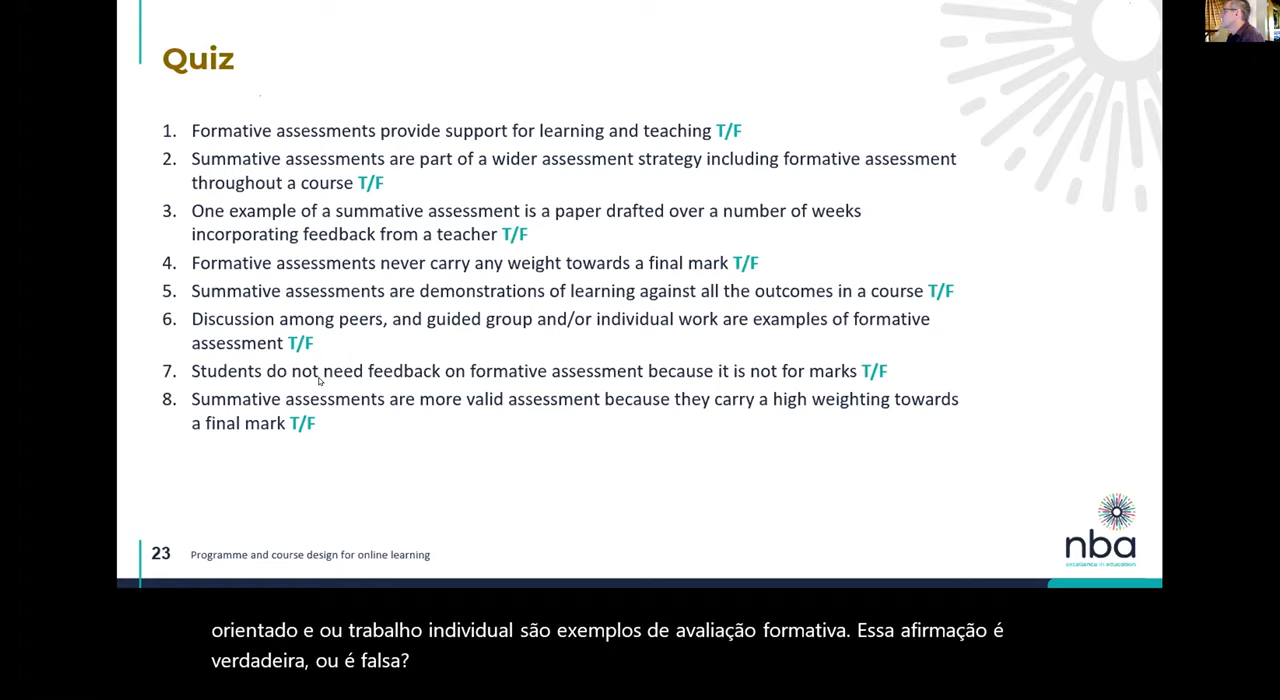 Quiz
1. Formative assessments provide support for learning and teaching T/F
2. Summative assessments are part of a wider assessment strategy including formative assessment
throughout a course T/F
3. One example of a summative assessment is a paper drafted over a number of weeks
incorporating feedback from a teacher T/F
4. Formative assessments never carry any weight towards a final mark T/F
5. Summative assessments are demonstrations of learning against all the outcomes in a course T/F
6. Discussion among peers, and guided group and/or individual work are examples of formative
assessment T/F
7. Students do not need feedback on formative assessment because it is not for marks T/F
8. Summative assessments are more valid assessment because they carry a high weighting towards
a final mark T/F
nba
excellence in education
23 Programme and course design for online learning
orientado e ou trabalho individual são exemplos de avaliação formativa. Essa afirmação é
verdadeira, ou é falsa?